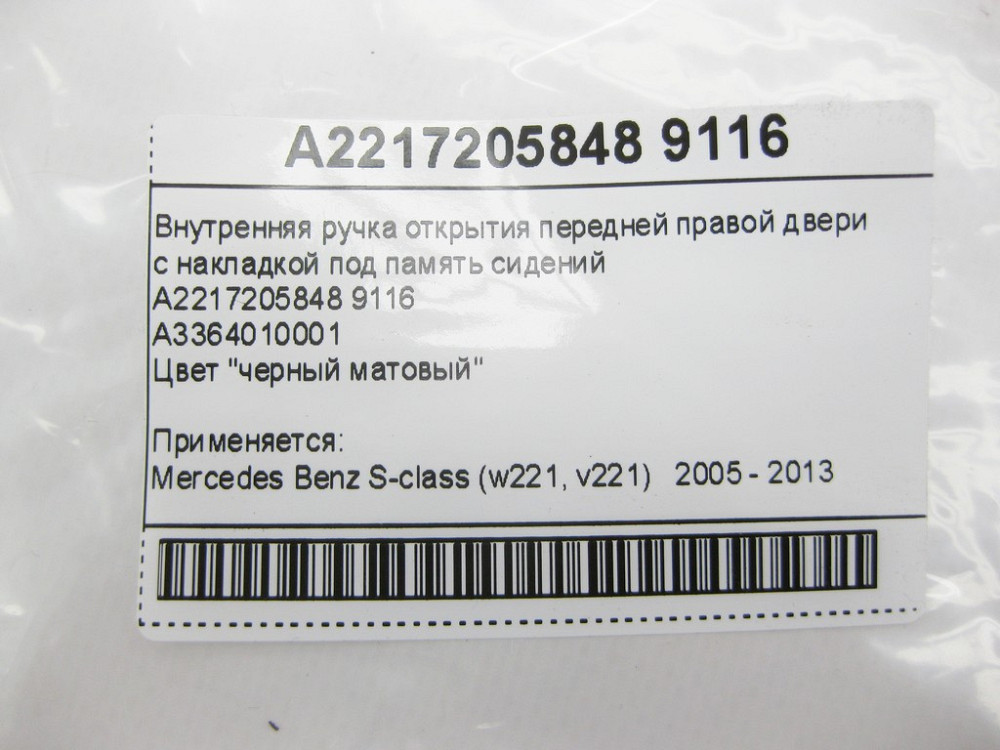 A2217205848 9116
Внутренняя ручка открытия передней правой двери
с накладкой под память сидений
A2217205848 9116
A3364010001
Цвет "черный матовый"
Применяется:
Mercedes Benz S-class (w221, v221) 2005 - 2013